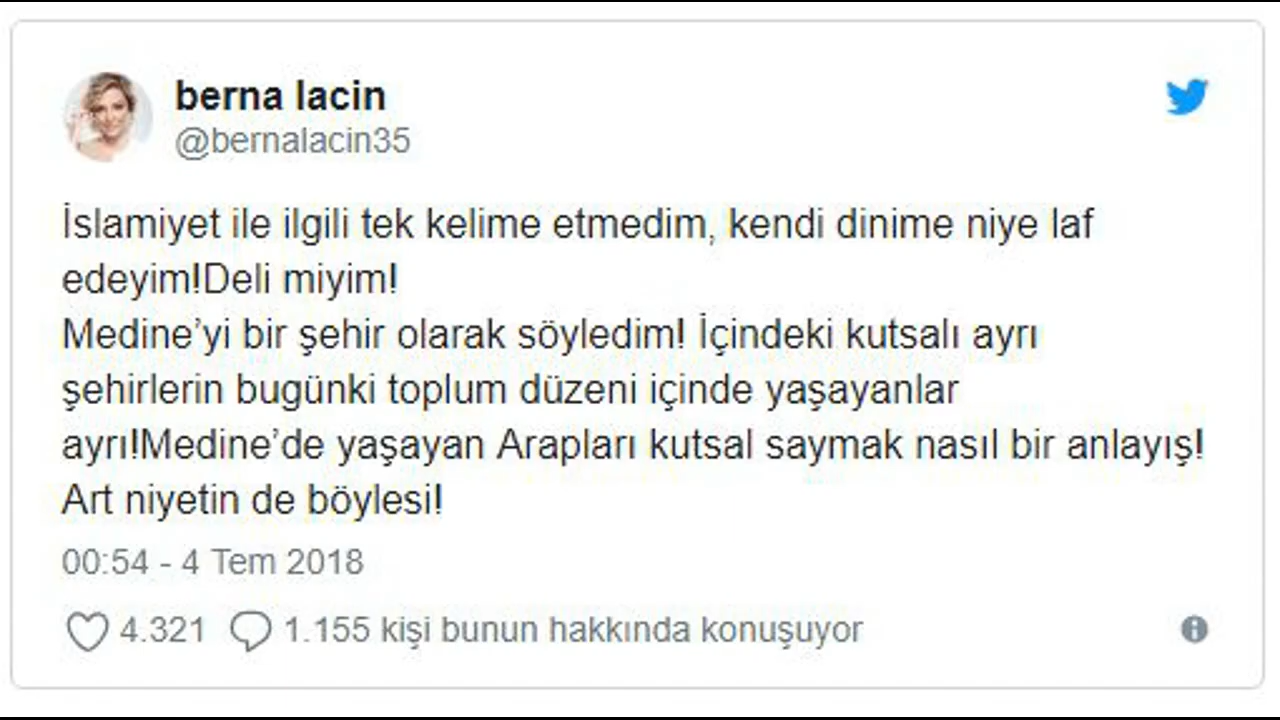 berna lacin
@bernalacin35
İslamiyet ile ilgili tek kelime etmedim, kendi dinime niye laf
edeyim!Deli miyim!
Medine’yi bir şehir olarak söyledim! İçindeki kutsalı ayrı
şehirlerin bugünki toplum düzeni içinde yaşayanlar
ayrı!Medine’de yaşayan Arapları kutsal saymak nasıl bir anlayış!
Art niyetin de böylesi!
00:54 - 4 Tem 2018
4.321 1.155 kişi bunun hakkında konuşuyor